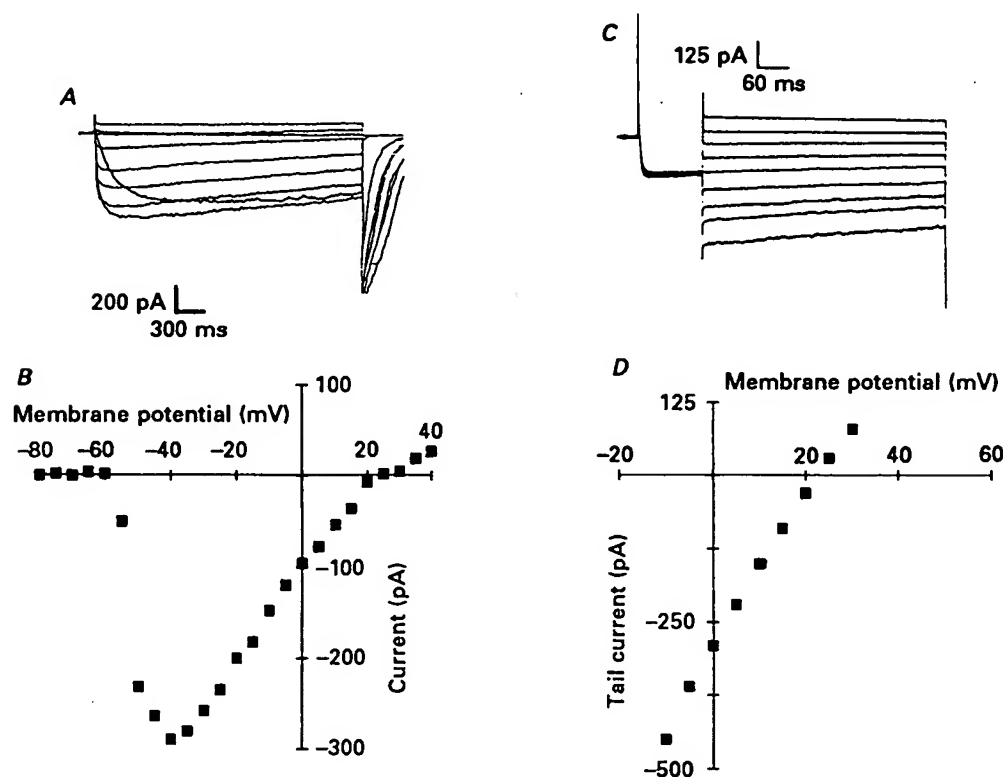 A
200 pA
300 ms
C
125 pA
60 ms
B
100
Membrane potential (mV)
-80 -60 -40 -20 20 40
-100
-200
-300
Current (pA)
D
Membrane potential (mV)
125
-20 20 40 60
-250
-500
Tail current (pA)